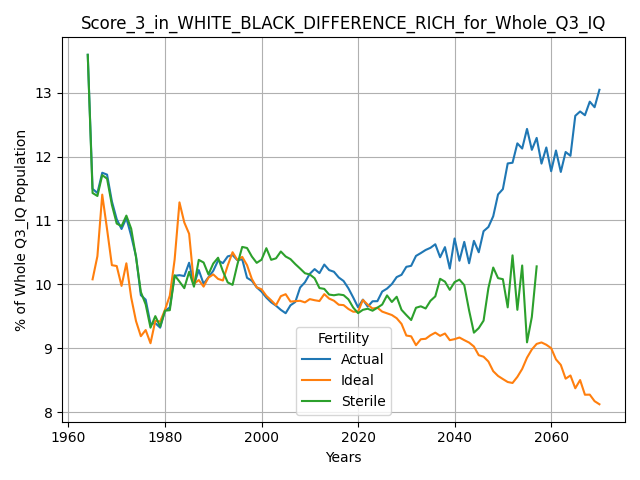 Score_3_in_WHITE_BLACK_DIFFERENCE_RICH_for_Whole_Q3_IQ
% of Whole Q3_IQ Population
13
12
11
10
9
8
Fertility
Actual
Ideal
Sterile
1960 1980 2000 2020 2040 2060
Years